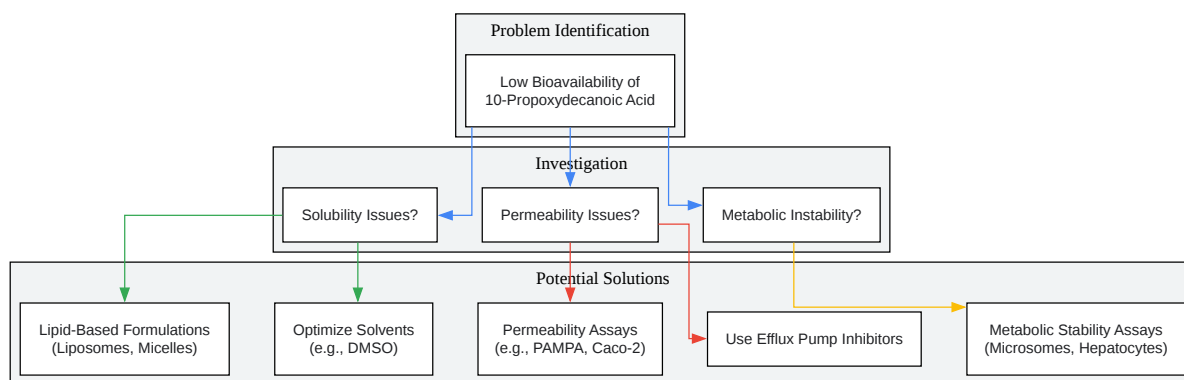 Problem Identification
Low Bioavailability of
10-Propoxydecanoic Acid
Investigation
Solubility Issues?
Permeability Issues?
Metabolic Instability?
Potential Solutions
Lipid-Based Formulations
(Liposomes, Micelles)
Optimize Solvents
(e.g., DMSO)
Permeability Assays
(e.g., PAMPA, Caco-2)
Use Efflux Pump Inhibitors
Metabolic Stability Assays
(Microsomes, Hepatocytes)